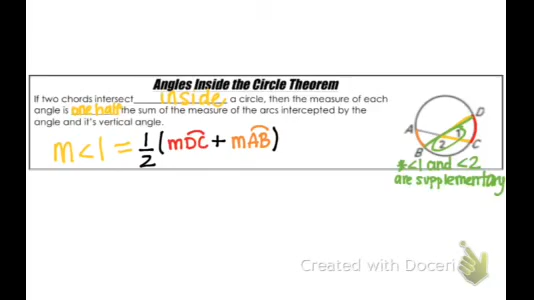 Angles Inside the Circle Theorem
If two chords intersect inside a circle, then the measure of each
angle is one half the sum of the measure of the arcs intercepted by the
angle and it's vertical angle.
m<1 = 1/2 (mDC + mAB)
D
A
1
2
C
B
*<1 and <2
are supplementary
Created with Doceri